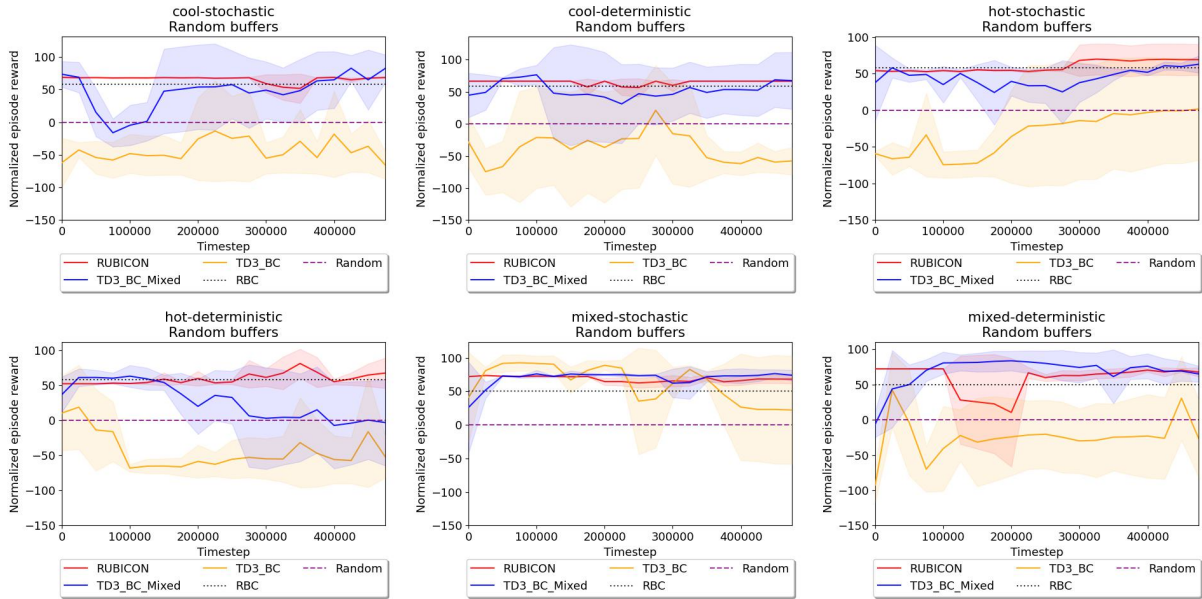 cool-stochastic
Random buffers
Normalized episode reward
100
50
0
−50
−100
−150
0 100000 200000 300000 400000
Timestep
RUBICON TD3_BC Random
TD3_BC_Mixed RBC
cool-deterministic
Random buffers
Normalized episode reward
100
50
0
−50
−100
−150
0 100000 200000 300000 400000
Timestep
RUBICON TD3_BC Random
TD3_BC_Mixed RBC
hot-stochastic
Random buffers
Normalized episode reward
100
50
0
−50
−100
−150
0 100000 200000 300000 400000
Timestep
RUBICON TD3_BC Random
TD3_BC_Mixed RBC
hot-deterministic
Random buffers
Normalized episode reward
100
50
0
−50
−100
−150
0 100000 200000 300000 400000
Timestep
RUBICON TD3_BC Random
TD3_BC_Mixed RBC
mixed-stochastic
Random buffers
Normalized episode reward
100
50
0
−50
−100
−150
0 100000 200000 300000 400000
Timestep
RUBICON TD3_BC Random
TD3_BC_Mixed RBC
mixed-deterministic
Random buffers
Normalized episode reward
100
50
0
−50
−100
−150
0 100000 200000 300000 400000
Timestep
RUBICON TD3_BC Random
TD3_BC_Mixed RBC